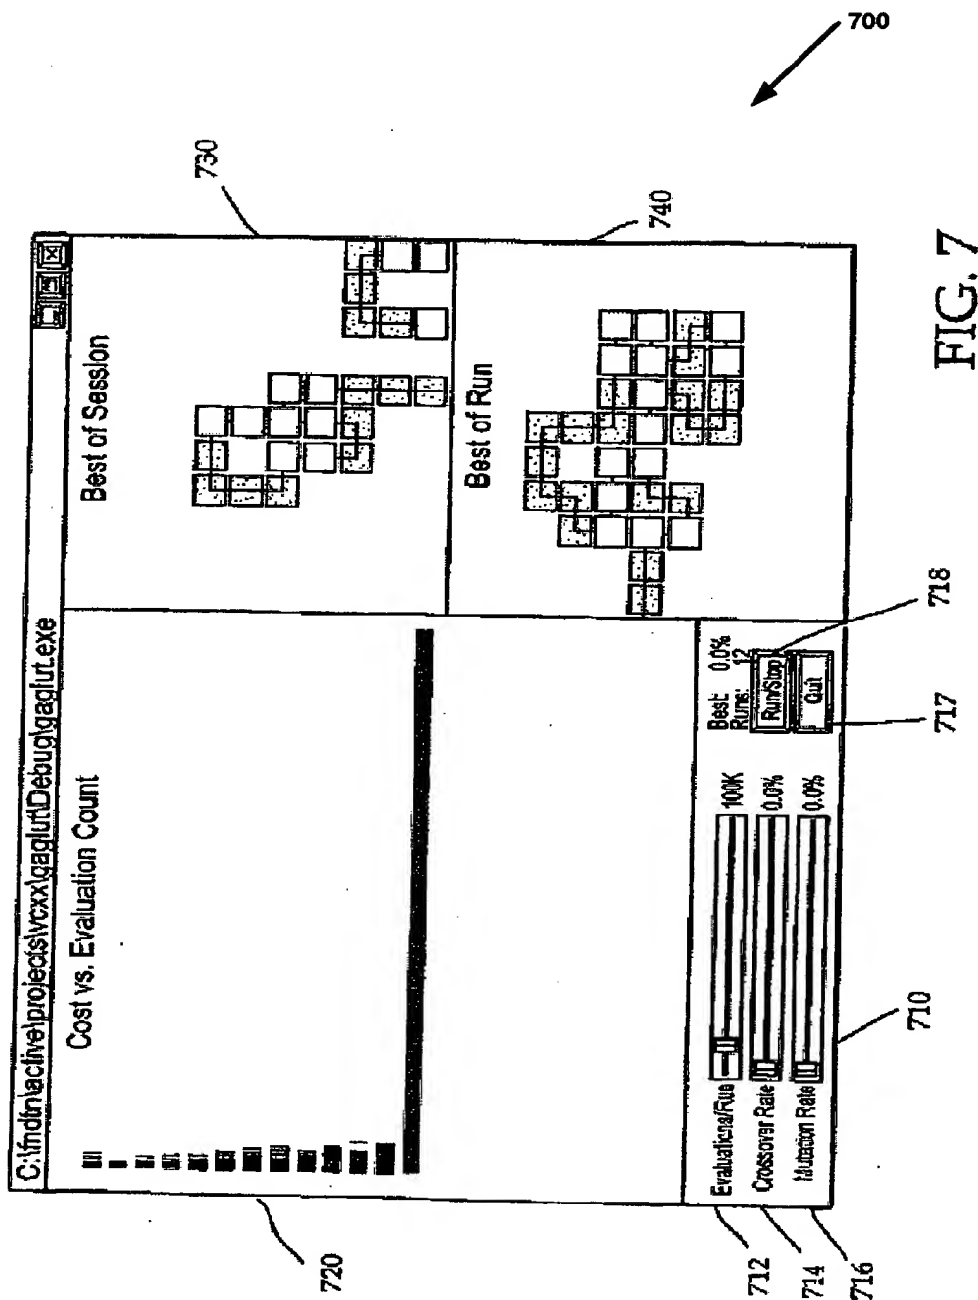 700
C:\fndtn\active\projects\vcxx\gaglut\Debug\gaglut.exe
Cost vs. Evaluation Count
Best of Session
Best of Run
730
740
720
Evaluations/Run
100K
Crossover Rate
0.0%
Mutation Rate
0.0%
Best: 0.0%
Runs: 12
Run/Stop
Quit
712
714
716
710
717
718
FIG. 7